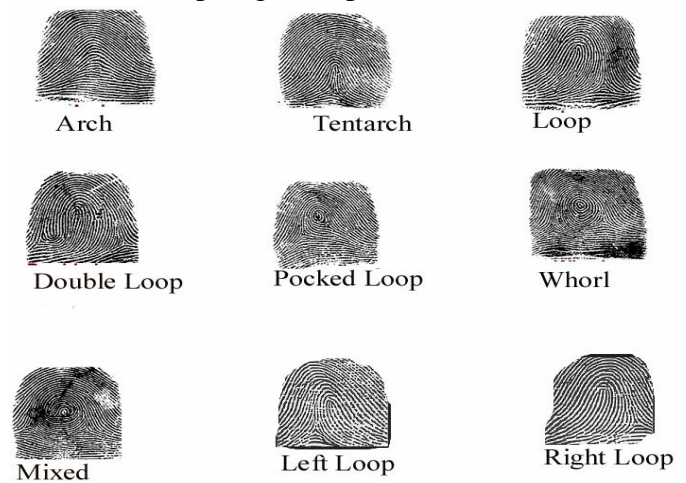 Arch
Tentarch
Loop
Double Loop
Pocked Loop
Whorl
Mixed
Left Loop
Right Loop